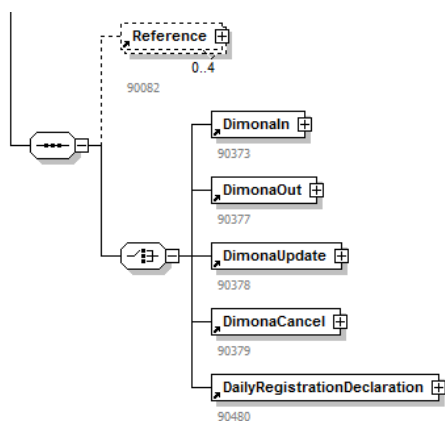 Reference
0..4
90082
DimonaIn
90373
DimonaOut
90377
DimonaUpdate
90378
DimonaCancel
90379
DailyRegistrationDeclaration
90480